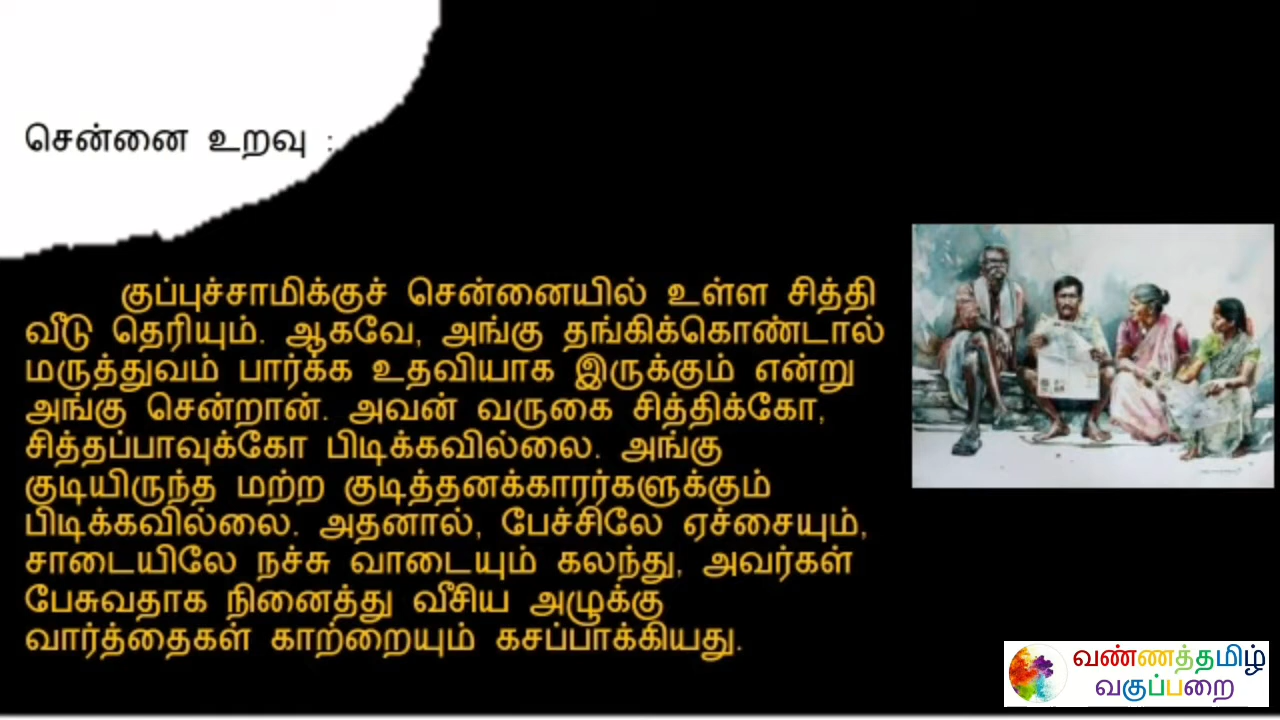 சென்னை உறவு :
குப்புச்சாமிக்குச் சென்னையில் உள்ள சித்தி
வீடு தெரியும். ஆகவே, அங்கு தங்கிக்கொண்டால்
மருத்துவம் பார்க்க உதவியாக இருக்கும் என்று
அங்கு சென்றான். அவன் வருகை சித்திக்கோ,
சித்தப்பாவுக்கோ பிடிக்கவில்லை. அங்கு
குடியிருந்த மற்ற குடித்தனக்காரர்களுக்கும்
பிடிக்கவில்லை. அதனால், பேச்சிலே ஏச்சையும்,
சாடையிலே நச்சு வாடையும் கலந்து, அவர்கள்
பேசுவதாக நினைத்து வீசிய அழுக்கு
வார்த்தைகள் காற்றையும் கசப்பாக்கியது.
வண்ணத்தமிழ்
வகுப்பறை